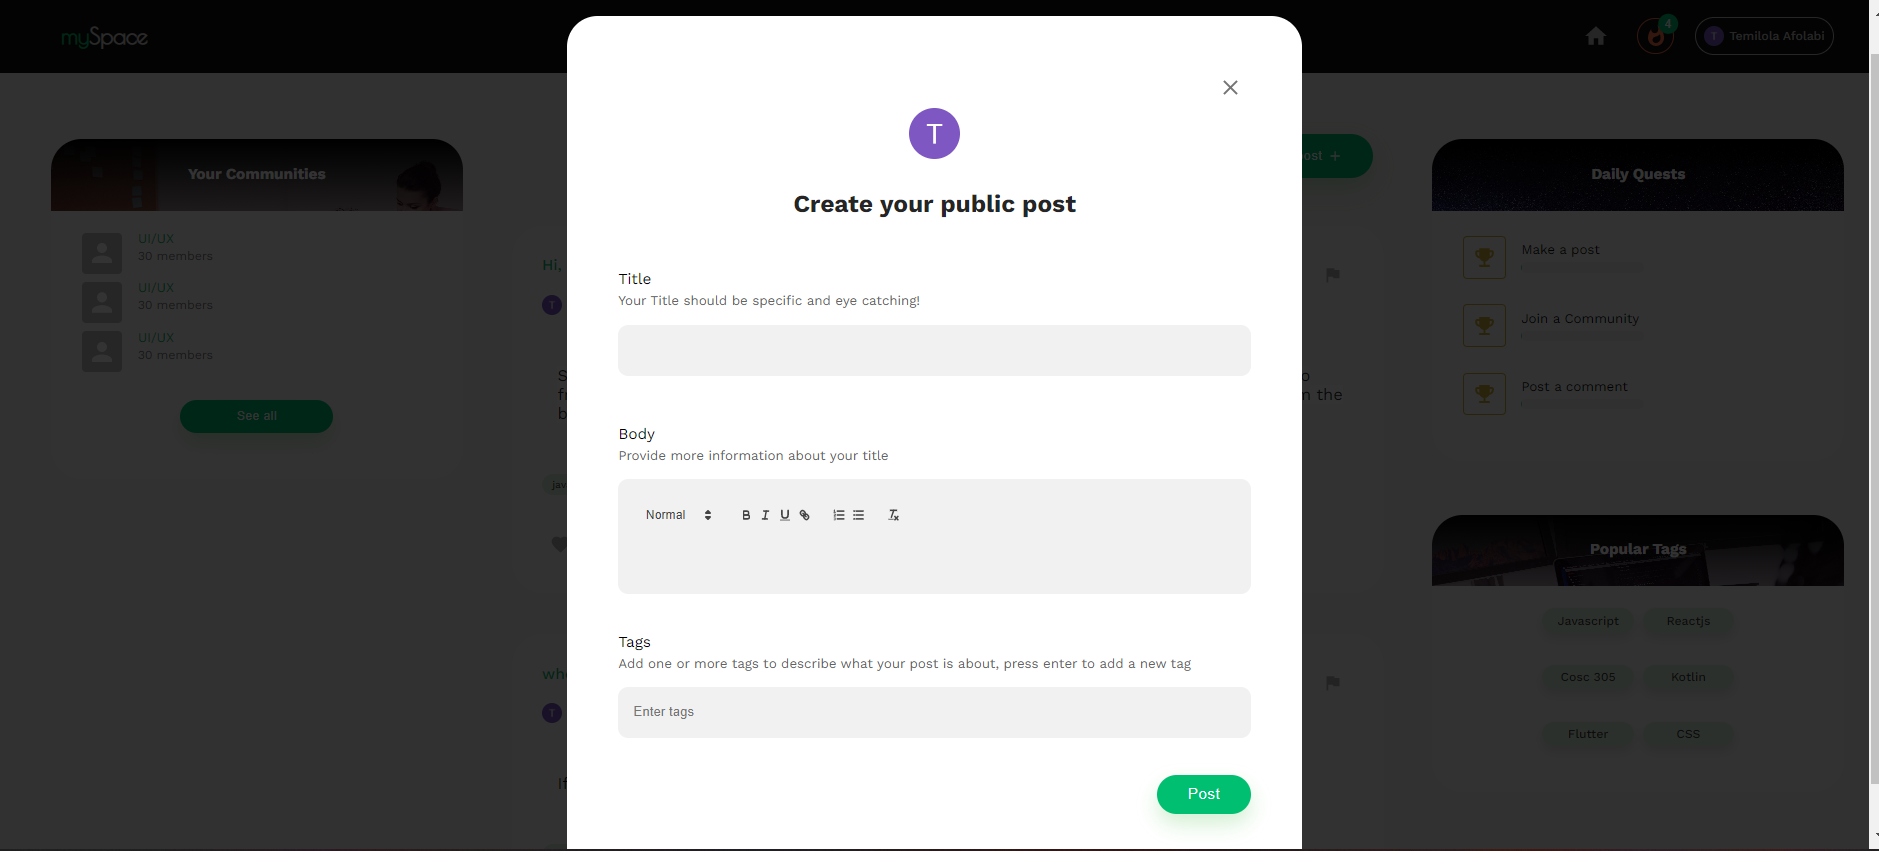 mySpace
4
T Temilola Afolabi
Your Communities
UI/UX
30 members
UI/UX
30 members
UI/UX
30 members
See all
Hi,
T
T
T
Create your public post
Title
Your Title should be specific and eye catching!
Body
Provide more information about your title
Normal
B I U
Tags
Add one or more tags to describe what your post is about, press enter to add a new tag
Enter tags
Post
n the
Daily Quests
Make a post
Join a Community
Post a comment
Popular Tags
Javascript
Reactjs
Cosc 305
Kotlin
Flutter
CSS